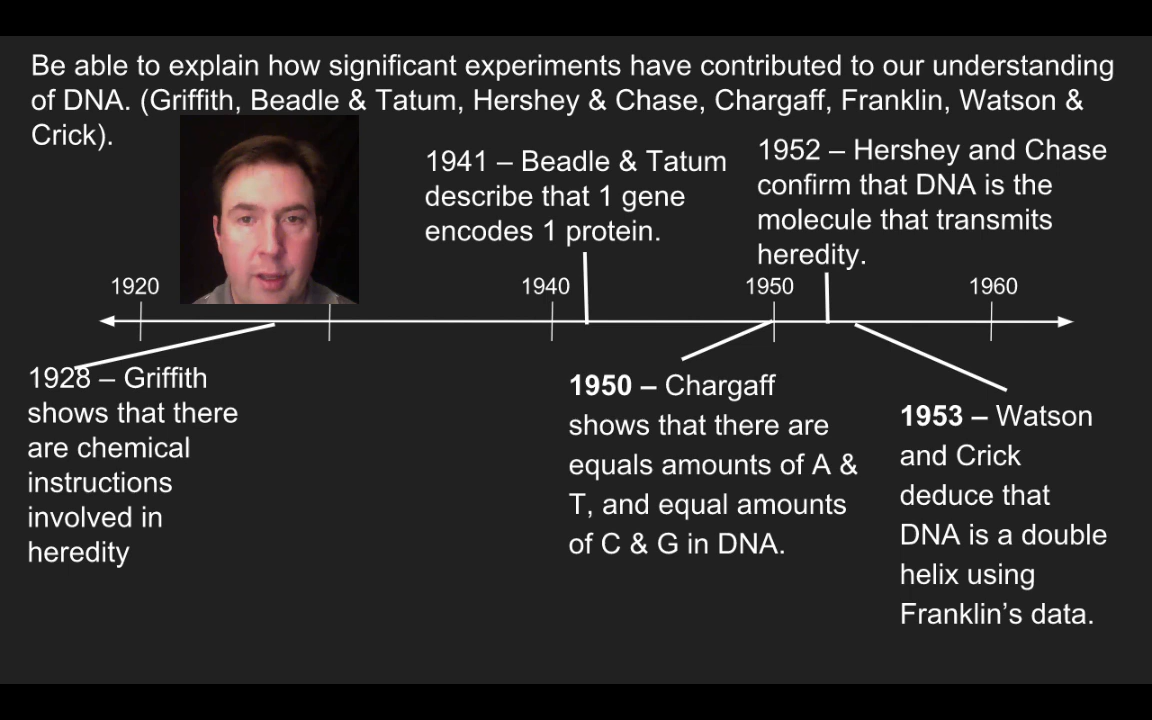 Be able to explain how significant experiments have contributed to our understanding
of DNA. (Griffith, Beadle & Tatum, Hershey & Chase, Chargaff, Franklin, Watson &
Crick).
1941 – Beadle & Tatum
describe that 1 gene
encodes 1 protein.
1952 – Hershey and Chase
confirm that DNA is the
molecule that transmits
heredity.
1920
1940
1950
1960
1928 – Griffith
shows that there
are chemical
instructions
involved in
heredity
1950 – Chargaff
shows that there are
equals amounts of A &
T, and equal amounts
of C & G in DNA.
1953 – Watson
and Crick
deduce that
DNA is a double
helix using
Franklin's data.